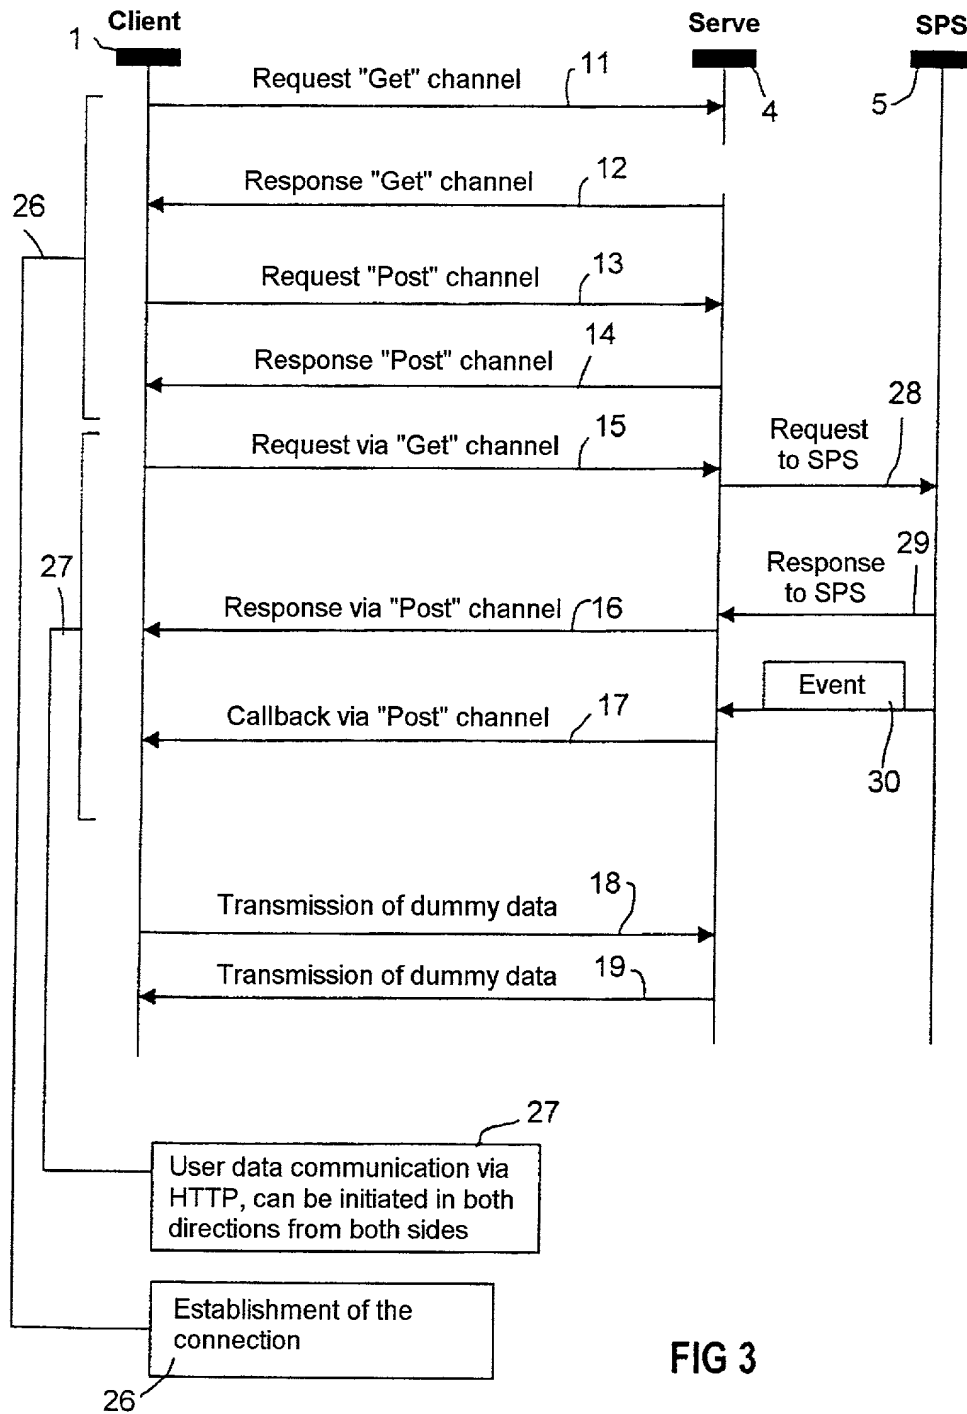 Client
Serve
SPS
1
4
5
Request "Get" channel
11
Response "Get" channel
12
26
Request "Post" channel
13
Response "Post" channel
14
28
Request via "Get" channel
15
Request
to SPS
27
29
Response
to SPS
Response via "Post" channel
16
Event
Callback via "Post" channel
17
30
Transmission of dummy data
18
Transmission of dummy data
19
27
User data communication via
HTTP, can be initiated in both
directions from both sides
Establishment of the
connection
26
FIG 3